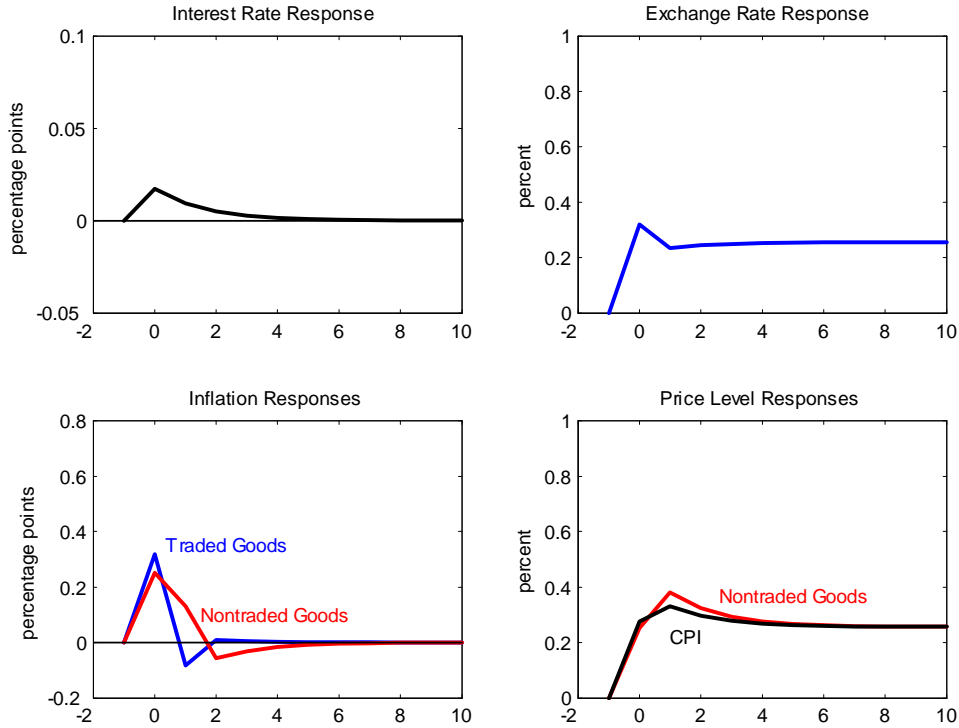 Interest Rate Response
0.1
0.05
0
-0.05
percentage points
-2 0 2 4 6 8 10
Exchange Rate Response
1
0.8
0.6
0.4
0.2
0
percent
-2 0 2 4 6 8 10
Inflation Responses
0.8
0.6
0.4
0.2
0
-0.2
percentage points
Traded Goods
Nontraded Goods
-2 0 2 4 6 8 10
Price Level Responses
1
0.8
0.6
0.4
0.2
0
percent
Nontraded Goods
CPI
-2 0 2 4 6 8 10